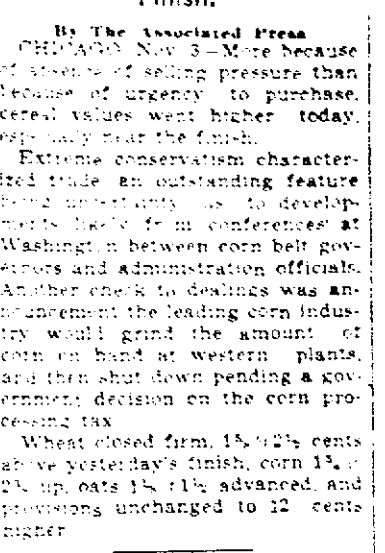 Finish.
By The Associated Press
CHICAGO, Nov. 3—More because
of absence of selling pressure than
because of urgency to purchase,
cereal values went higher today,
especially near the finish.
Extreme conservatism character-
ized trade an outstanding feature
being uncertainty as to develop-
ments likely from conferences at
Washington between corn belt gov-
ernors and administration officials.
Another check to dealings was an-
nouncement the leading corn indus-
try would grind the amount of
corn on hand at western plants,
and then shut down pending a gov-
ernment decision on the corn pro-
cessing tax
Wheat closed firm, cents
above yesterday's finish, corn
up, oats advanced, and
provisions unchanged to 12 cents
higher